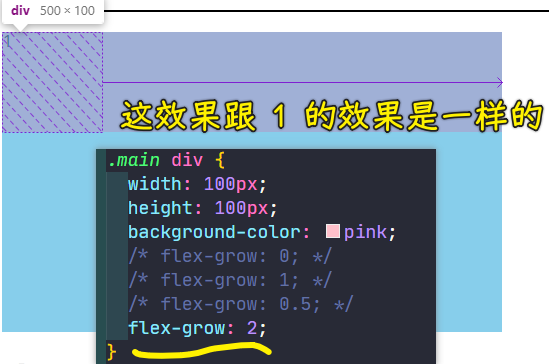 div 500 × 100
1
这效果跟 1 的效果是一样的
.main div {
width: 100px;
height: 100px;
background-color: pink;
/* flex-grow: 0; */
/* flex-grow: 1; */
/* flex-grow: 0.5; */
flex-grow: 2;
}